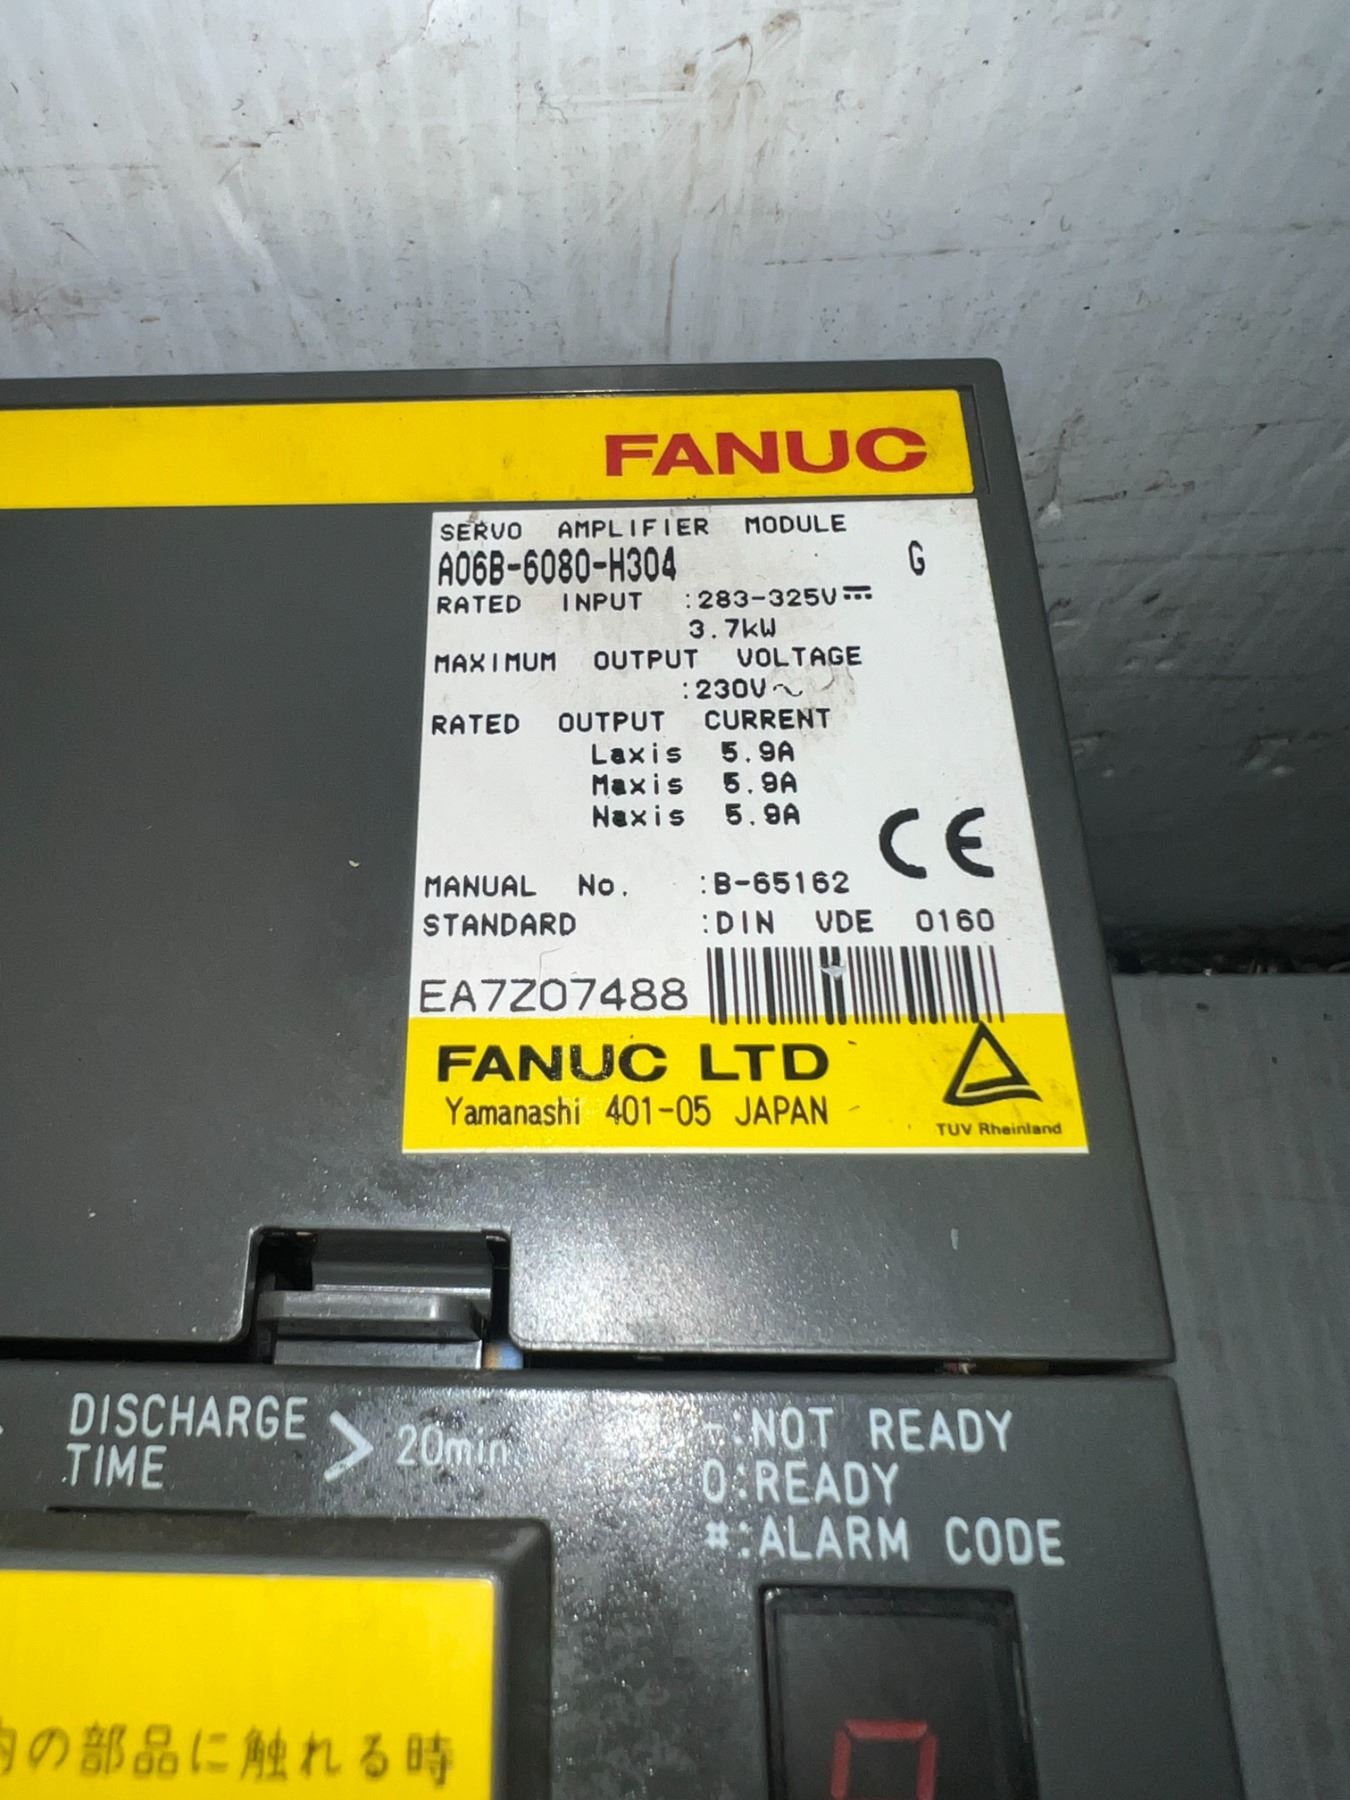 FANUC
SERVO AMPLIFIER MODULE
A06B-6080-H304 G
RATED INPUT :283-325V⎓
3.7kW
MAXIMUM OUTPUT VOLTAGE
:230V～
RATED OUTPUT CURRENT
Laxis 5.9A
Maxis 5.9A
Naxis 5.9A
CE
MANUAL No. :B-65162
STANDARD :DIN VDE 0160
EA7Z07488
FANUC LTD
Yamanashi 401-05 JAPAN
TUV Rheinland
DISCHARGE TIME > 20min
-:NOT READY
0:READY
#:ALARM CODE
の部品に触れる時